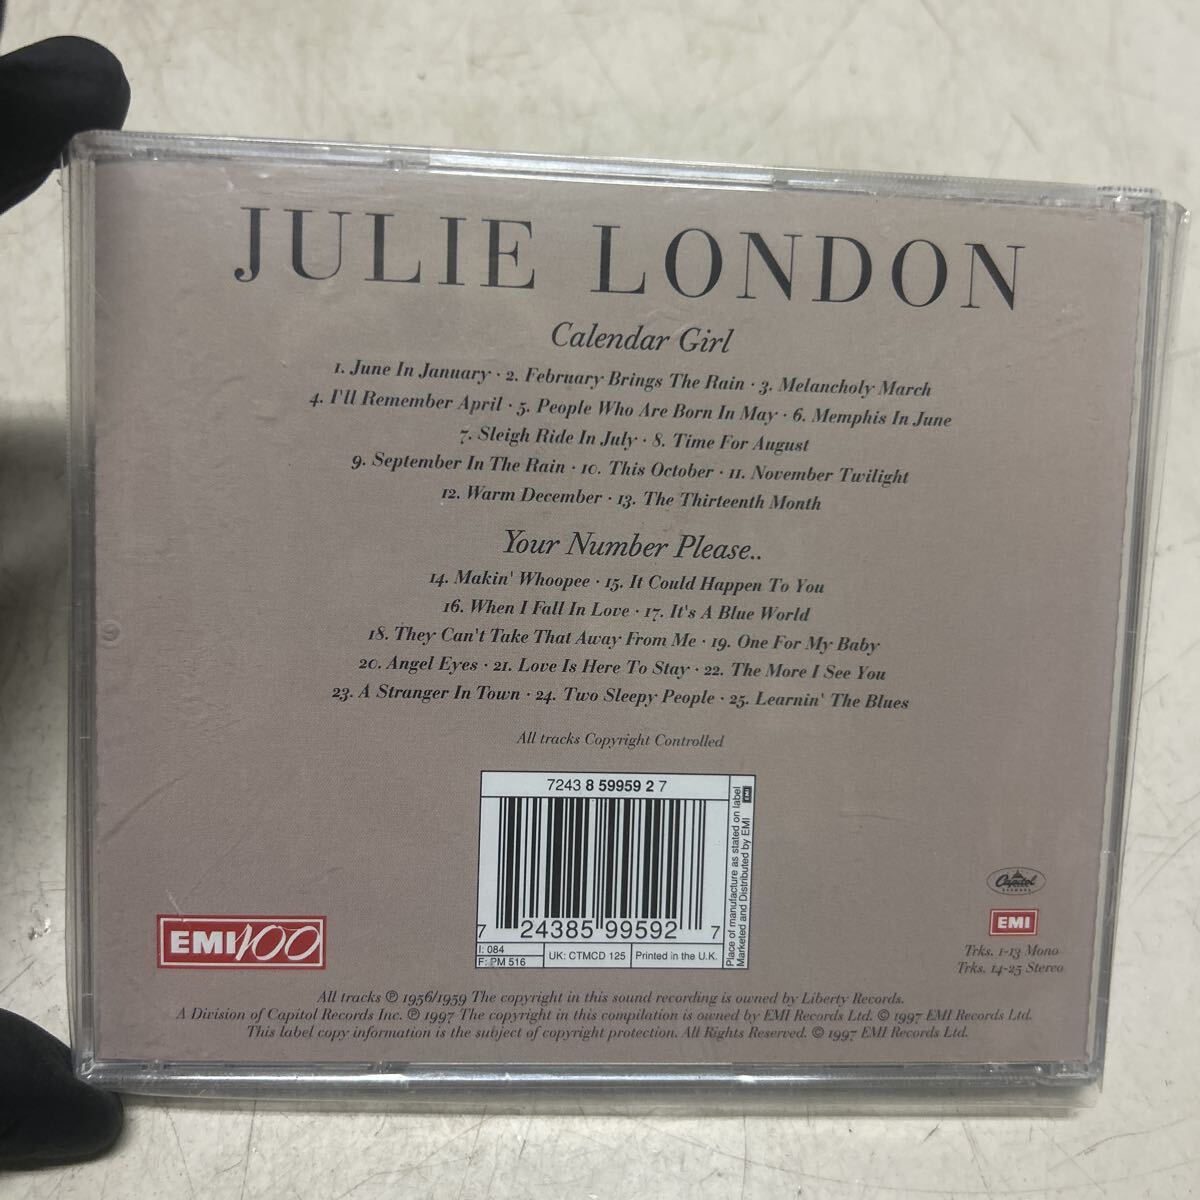 JULIE LONDON
Calendar Girl
1. June In January · 2. February Brings The Rain · 3. Melancholy March
4. I'll Remember April · 5. People Who Are Born In May · 6. Memphis In June
7. Sleigh Ride In July · 8. Time For August
9. September In The Rain · 10. This October · 11. November Twilight
12. Warm December · 13. The Thirteenth Month
Your Number Please..
14. Makin' Whoopee · 15. It Could Happen To You
16. When I Fall In Love · 17. It's A Blue World
18. They Can't Take That Away From Me · 19. One For My Baby
20. Angel Eyes · 21. Love Is Here To Stay · 22. The More I See You
23. A Stranger In Town · 24. Two Sleepy People · 25. Learnin' The Blues
All tracks Copyright Controlled
7243 8 59959 2 7
7 24385 99592 7
I: 084
F: PM 516
UK: CTMCD 125
Printed in the U.K.
Place of manufacture as stated on label
Marketed and Distributed by EMI
EMI
EMI100
Capitol
RECORDS
EMI
Trks. 1-13 Mono
Trks. 14-25 Stereo
All tracks ℗ 1956/1959 The copyright in this sound recording is owned by Liberty Records.
A Division of Capitol Records Inc. ℗ 1997 The copyright in this compilation is owned by EMI Records Ltd. © 1997 EMI Records Ltd.
This label copy information is the subject of copyright protection. All Rights Reserved. © 1997 EMI Records Ltd.